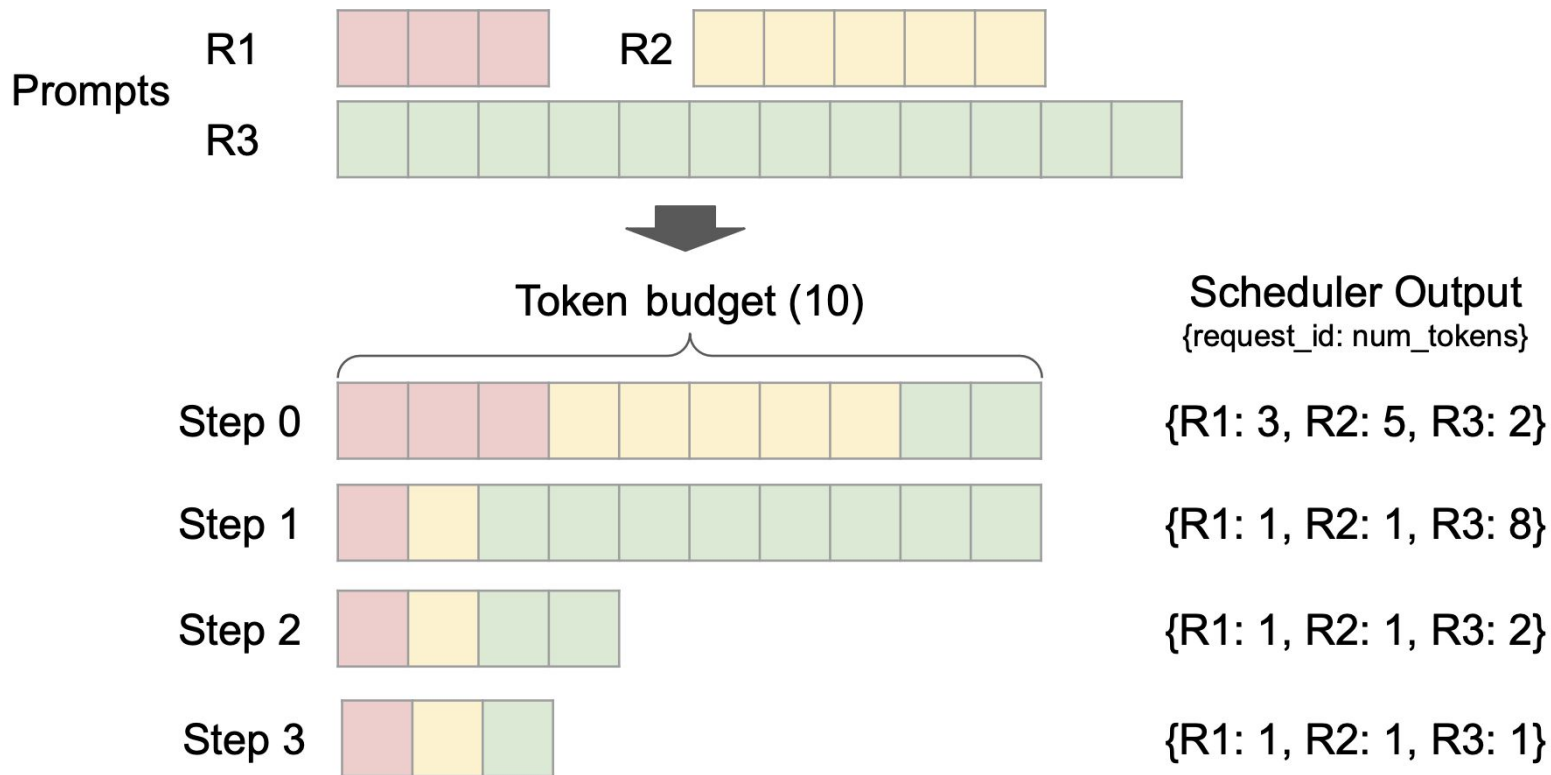 Prompts
R1
R2
R3
Token budget (10)
Scheduler Output
{request_id: num_tokens}
Step 0
{R1: 3, R2: 5, R3: 2}
Step 1
{R1: 1, R2: 1, R3: 8}
Step 2
{R1: 1, R2: 1, R3: 2}
Step 3
{R1: 1, R2: 1, R3: 1}